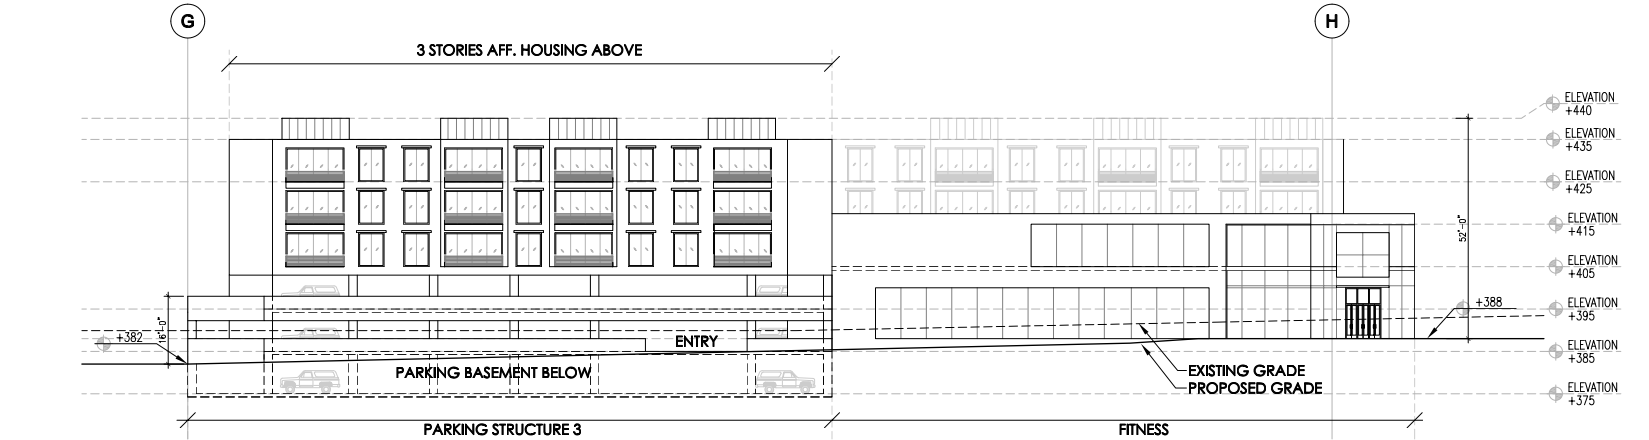 G
H
3 STORIES AFF. HOUSING ABOVE
ELEVATION
+440
ELEVATION
+435
ELEVATION
+425
ELEVATION
+415
52'-0"
ELEVATION
+405
+388
ELEVATION
+395
16'-0"
+382
ENTRY
ELEVATION
+385
PARKING BASEMENT BELOW
EXISTING GRADE
PROPOSED GRADE
ELEVATION
+375
PARKING STRUCTURE 3
FITNESS